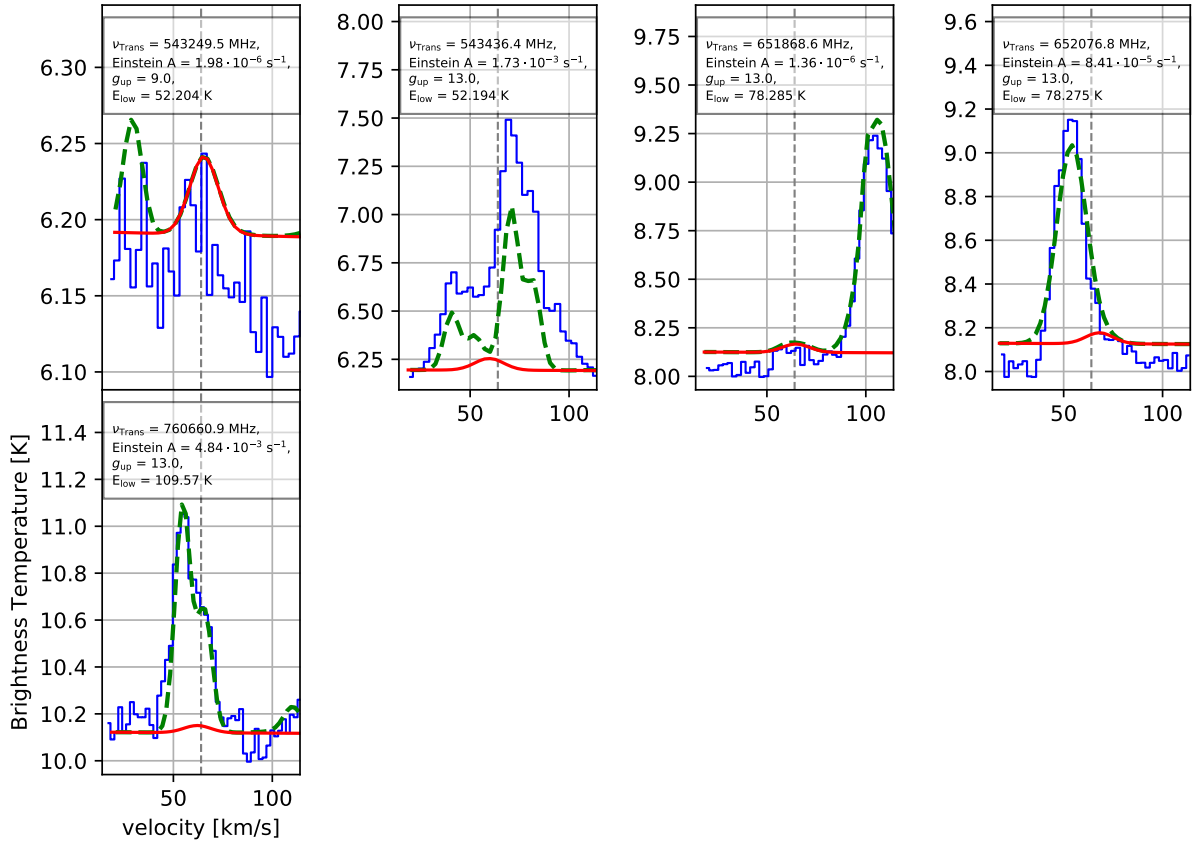 ν_Trans = 543249.5 MHz,
Einstein A = 1.98 · 10⁻⁶ s⁻¹,
g_up = 9.0,
E_low = 52.204 K
6.30
6.25
6.20
6.15
6.10
ν_Trans = 543436.4 MHz,
Einstein A = 1.73 · 10⁻³ s⁻¹,
g_up = 13.0,
E_low = 52.194 K
8.00
7.75
7.50
7.25
7.00
6.75
6.50
6.25
50 100
ν_Trans = 651868.6 MHz,
Einstein A = 1.36 · 10⁻⁶ s⁻¹,
g_up = 13.0,
E_low = 78.285 K
9.75
9.50
9.25
9.00
8.75
8.50
8.25
8.00
50 100
ν_Trans = 652076.8 MHz,
Einstein A = 8.41 · 10⁻⁵ s⁻¹,
g_up = 13.0,
E_low = 78.275 K
9.6
9.4
9.2
9.0
8.8
8.6
8.4
8.2
8.0
50 100
ν_Trans = 760660.9 MHz,
Einstein A = 4.84 · 10⁻³ s⁻¹,
g_up = 13.0,
E_low = 109.57 K
11.4
11.2
11.0
10.8
10.6
10.4
10.2
10.0
50 100
Brightness Temperature [K]
velocity [km/s]